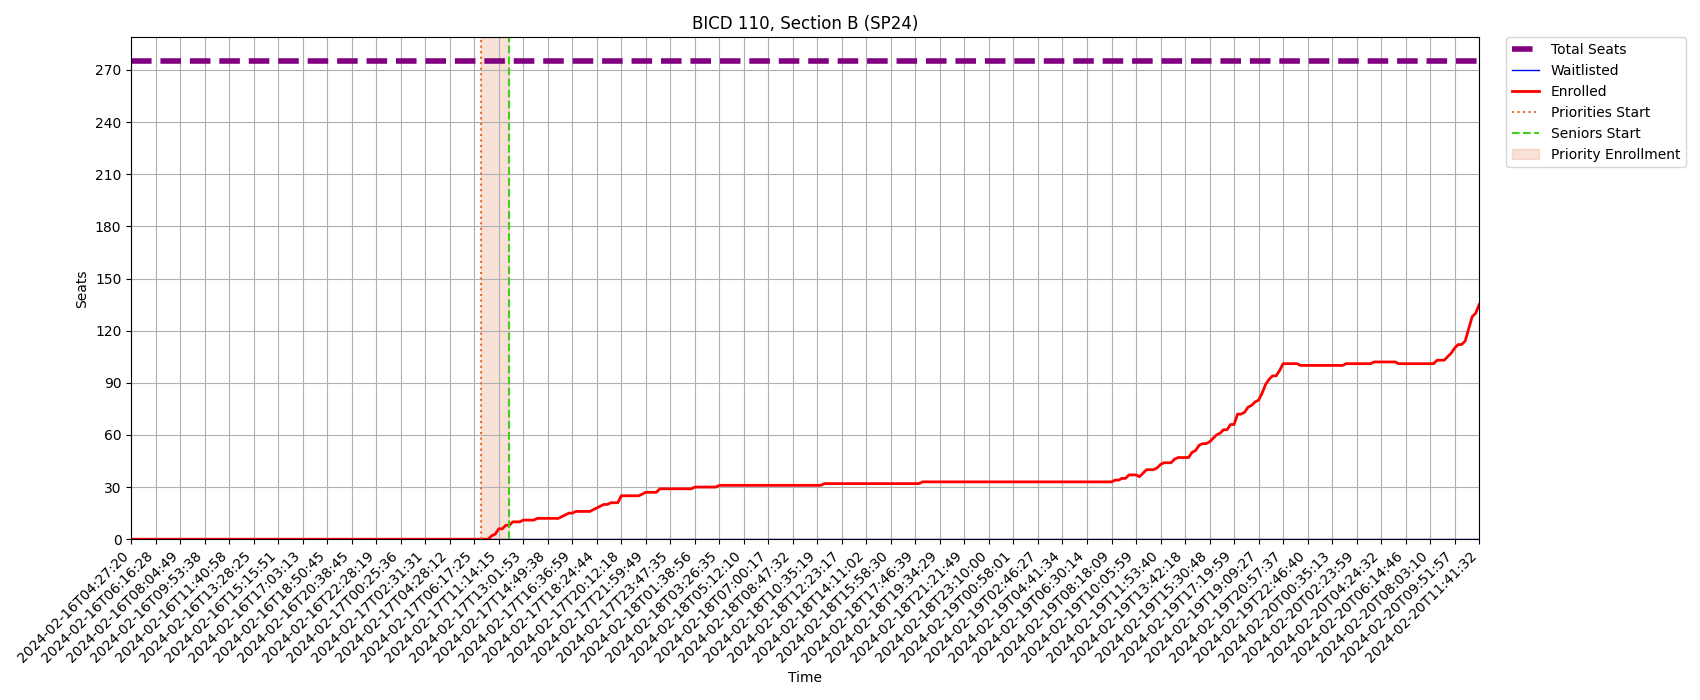 BICD 110, Section B (SP24)
Total Seats
Waitlisted
Enrolled
Priorities Start
Seniors Start
Priority Enrollment
270
240
210
180
150
120
90
60
30
0
Seats
2024-02-16T04:27:20
2024-02-16T06:16:28
2024-02-16T08:04:49
2024-02-16T09:53:38
2024-02-16T11:40:58
2024-02-16T13:28:25
2024-02-16T15:15:51
2024-02-16T17:03:13
2024-02-16T18:50:45
2024-02-16T20:38:45
2024-02-16T22:28:19
2024-02-17T00:25:36
2024-02-17T02:31:31
2024-02-17T04:28:12
2024-02-17T06:17:25
2024-02-17T11:14:15
2024-02-17T13:01:53
2024-02-17T14:49:38
2024-02-17T16:36:59
2024-02-17T18:24:44
2024-02-17T20:12:18
2024-02-17T21:59:49
2024-02-17T23:47:35
2024-02-18T01:38:56
2024-02-18T03:26:35
2024-02-18T05:12:10
2024-02-18T07:00:17
2024-02-18T08:47:32
2024-02-18T10:35:19
2024-02-18T12:23:17
2024-02-18T14:11:02
2024-02-18T15:58:30
2024-02-18T17:46:39
2024-02-18T19:34:29
2024-02-18T21:21:49
2024-02-18T23:10:00
2024-02-19T00:58:01
2024-02-19T02:46:27
2024-02-19T04:41:34
2024-02-19T06:30:14
2024-02-19T08:18:09
2024-02-19T10:05:59
2024-02-19T11:53:40
2024-02-19T13:42:18
2024-02-19T15:30:48
2024-02-19T17:19:59
2024-02-19T19:09:27
2024-02-19T20:57:37
2024-02-19T22:46:40
2024-02-20T00:35:13
2024-02-20T02:23:59
2024-02-20T04:24:32
2024-02-20T06:14:46
2024-02-20T08:03:10
2024-02-20T09:51:57
2024-02-20T11:41:32
Time